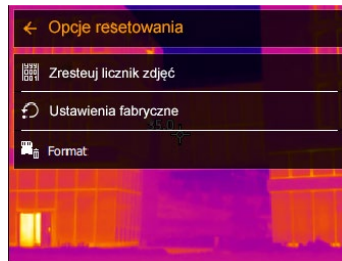 Opcje resetowania
Zresteuj licznik zdjęć
Ustawienia fabryczne
Format